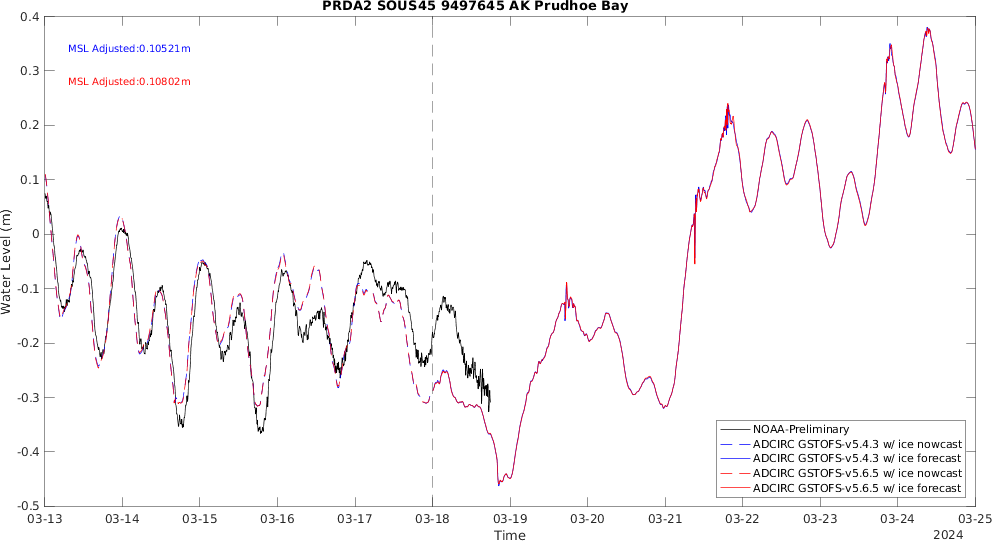 PRDA2 SOUS45 9497645 AK Prudhoe Bay
0.4
MSL Adjusted:0.10521m
0.3
MSL Adjusted:0.10802m
0.2
0.1
0
Water Level (m)
-0.1
-0.2
-0.3
-0.4
-0.5
NOAA-Preliminary
ADCIRC GSTOFS-v5.4.3 w/ ice nowcast
ADCIRC GSTOFS-v5.4.3 w/ ice forecast
ADCIRC GSTOFS-v5.6.5 w/ ice nowcast
ADCIRC GSTOFS-v5.6.5 w/ ice forecast
03-13 03-14 03-15 03-16 03-17 03-18 03-19 03-20 03-21 03-22 03-23 03-24 03-25
Time
2024